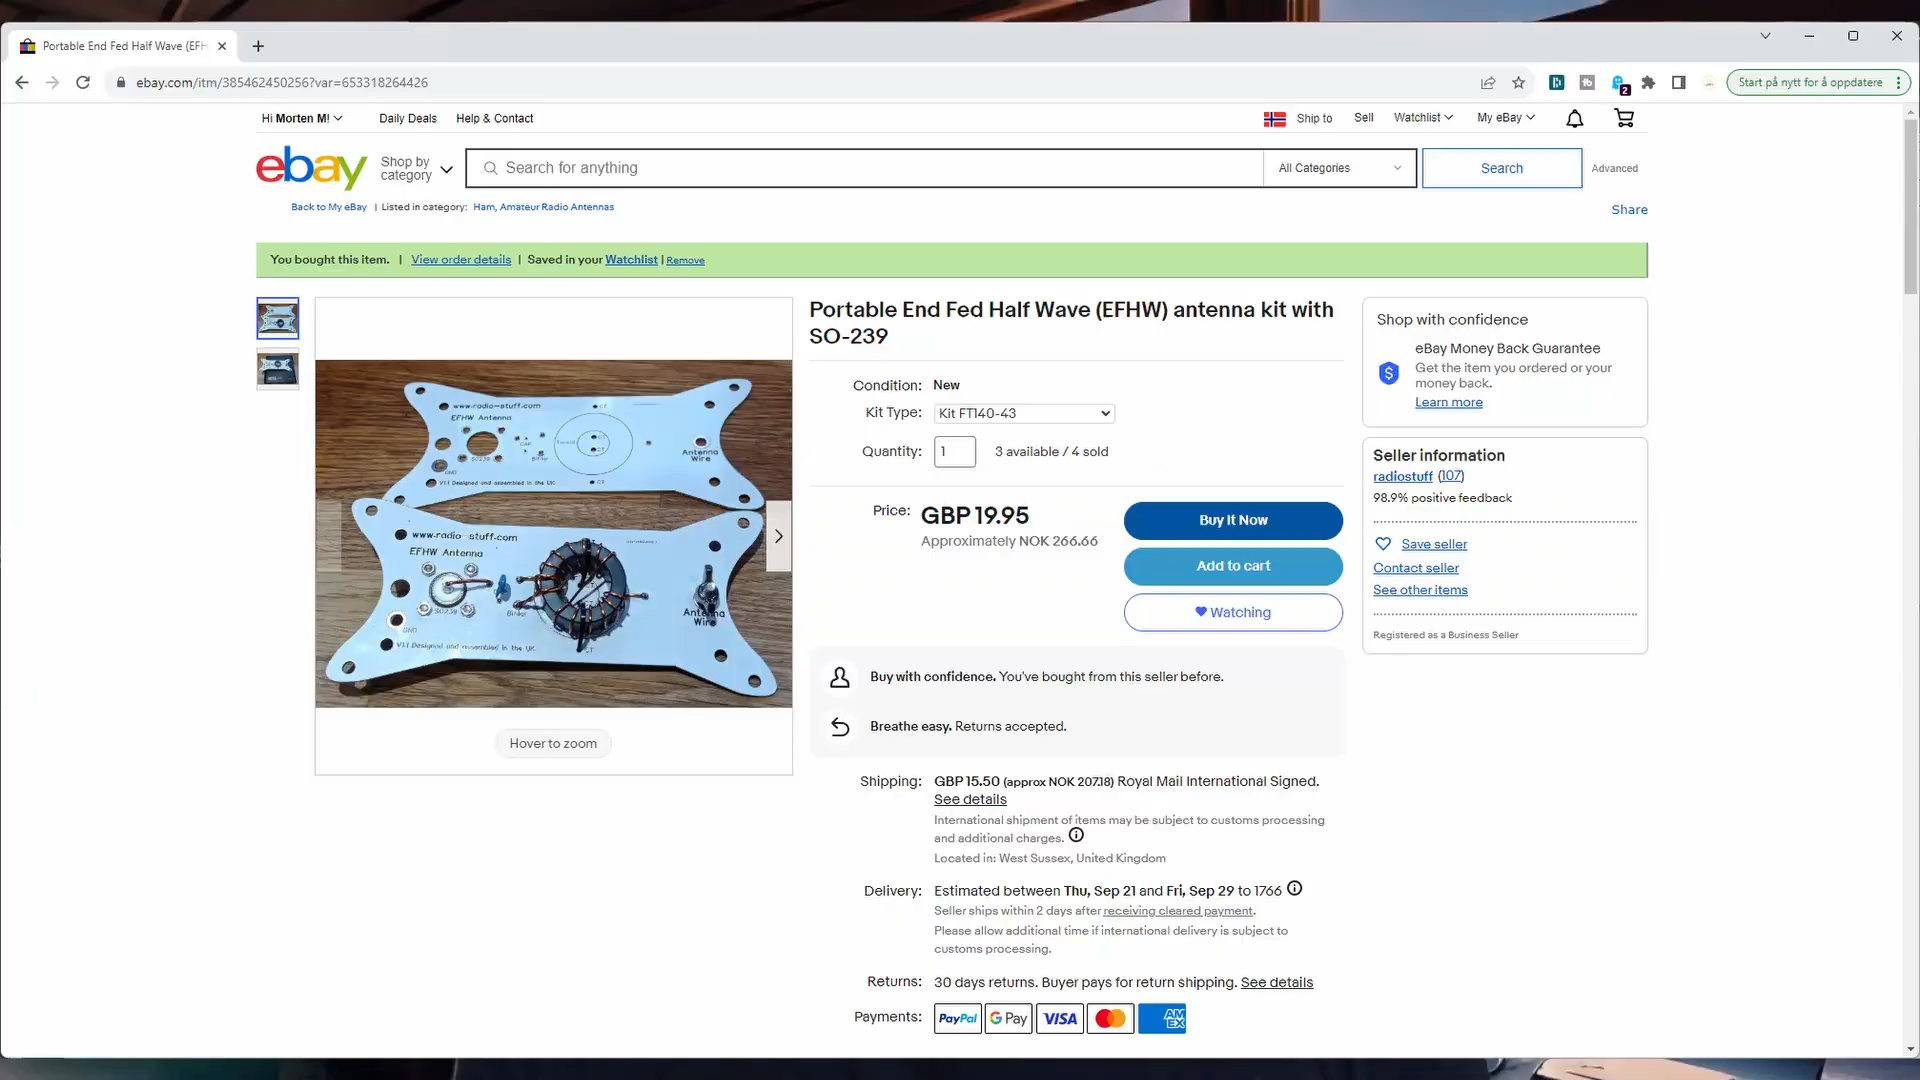 Portable End Fed Half Wave (EFH
ebay.com/itm/385462450256?var=653318264426
2
Start på nytt for å oppdatere
Hi Morten M!
Daily Deals
Help & Contact
Ship to
Sell
Watchlist
My eBay
ebay
Shop by
category
Search for anything
All Categories
Search
Advanced
Back to My eBay | Listed in category: Ham, Amateur Radio Antennas
Share
You bought this item. | View order details | Saved in your Watchlist | Remove
www.radio-stuff.com
EFHW Antenna
CT
CAP
Toroid
CT
CT
Bifilar
SO239
GND
Antenna
Wire
V1.1 Designed and assembled in the UK.
CT
www.radio-stuff.com
EFHW Antenna
SO239
Bifilar
GND
Antenna
Wire
V1.1 Designed and assembled in the UK.
CT
Hover to zoom
Portable End Fed Half Wave (EFHW) antenna kit with
SO-239
Condition: New
Kit Type: Kit FT140-43
Quantity: 1 3 available / 4 sold
Price: GBP 19.95
Approximately NOK 266.66
Buy It Now
Add to cart
Watching
Buy with confidence. You've bought from this seller before.
Breathe easy. Returns accepted.
Shipping: GBP 15.50 (approx NOK 207.18) Royal Mail International Signed.
See details
International shipment of items may be subject to customs processing
and additional charges.
Located in: West Sussex, United Kingdom
Delivery: Estimated between Thu, Sep 21 and Fri, Sep 29 to 1766
Seller ships within 2 days after receiving cleared payment.
Please allow additional time if international delivery is subject to
customs processing.
Returns: 30 days returns. Buyer pays for return shipping. See details
Payments: PayPal G Pay VISA AM
EX
Shop with confidence
eBay Money Back Guarantee
Get the item you ordered or your
money back.
Learn more
Seller information
radiostuff (107)
98.9% positive feedback
Save seller
Contact seller
See other items
Registered as a Business Seller